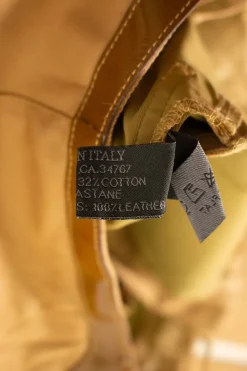 N ITALY
.CA.34767
32% COTTON
ASTANE
S: 100% LEATHER